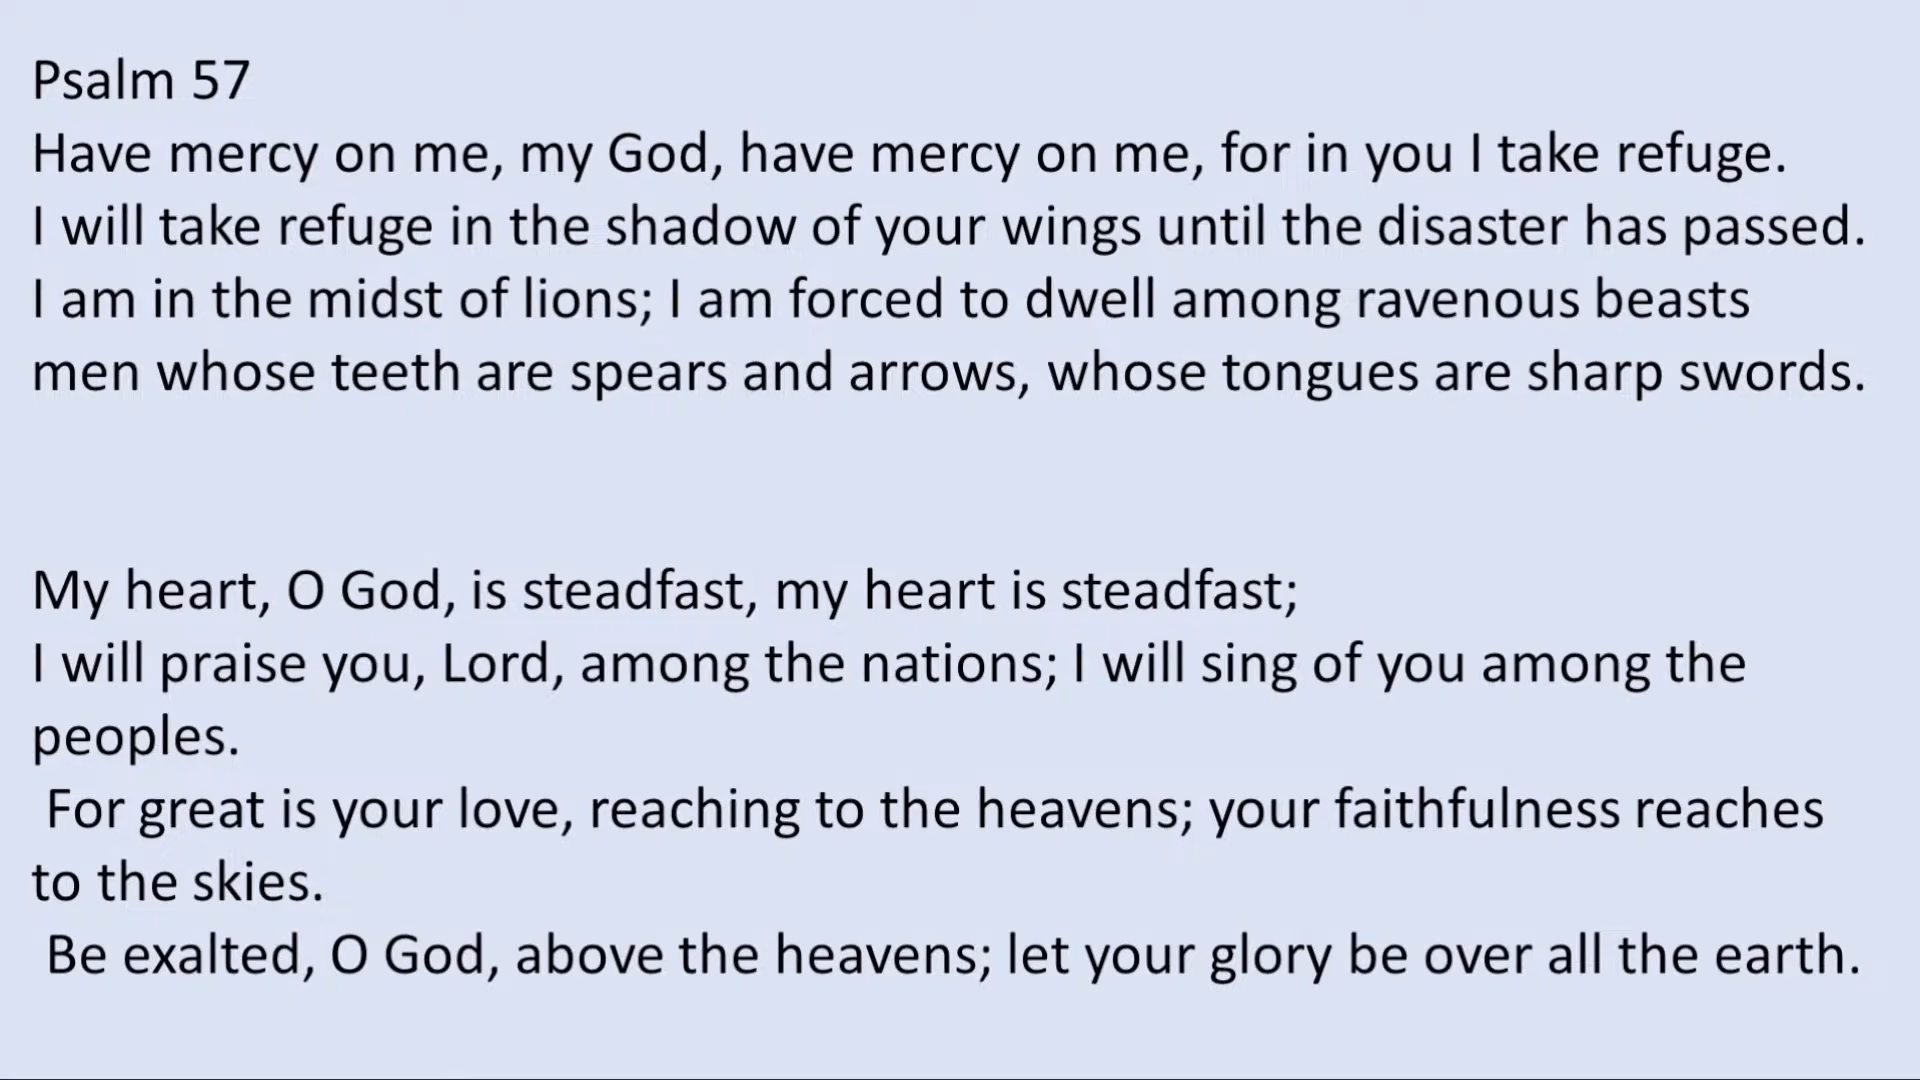 Psalm 57
Have mercy on me, my God, have mercy on me, for in you I take refuge.
I will take refuge in the shadow of your wings until the disaster has passed.
I am in the midst of lions; I am forced to dwell among ravenous beasts
men whose teeth are spears and arrows, whose tongues are sharp swords.
My heart, O God, is steadfast, my heart is steadfast;
I will praise you, Lord, among the nations; I will sing of you among the
peoples.
For great is your love, reaching to the heavens; your faithfulness reaches
to the skies.
Be exalted, O God, above the heavens; let your glory be over all the earth.